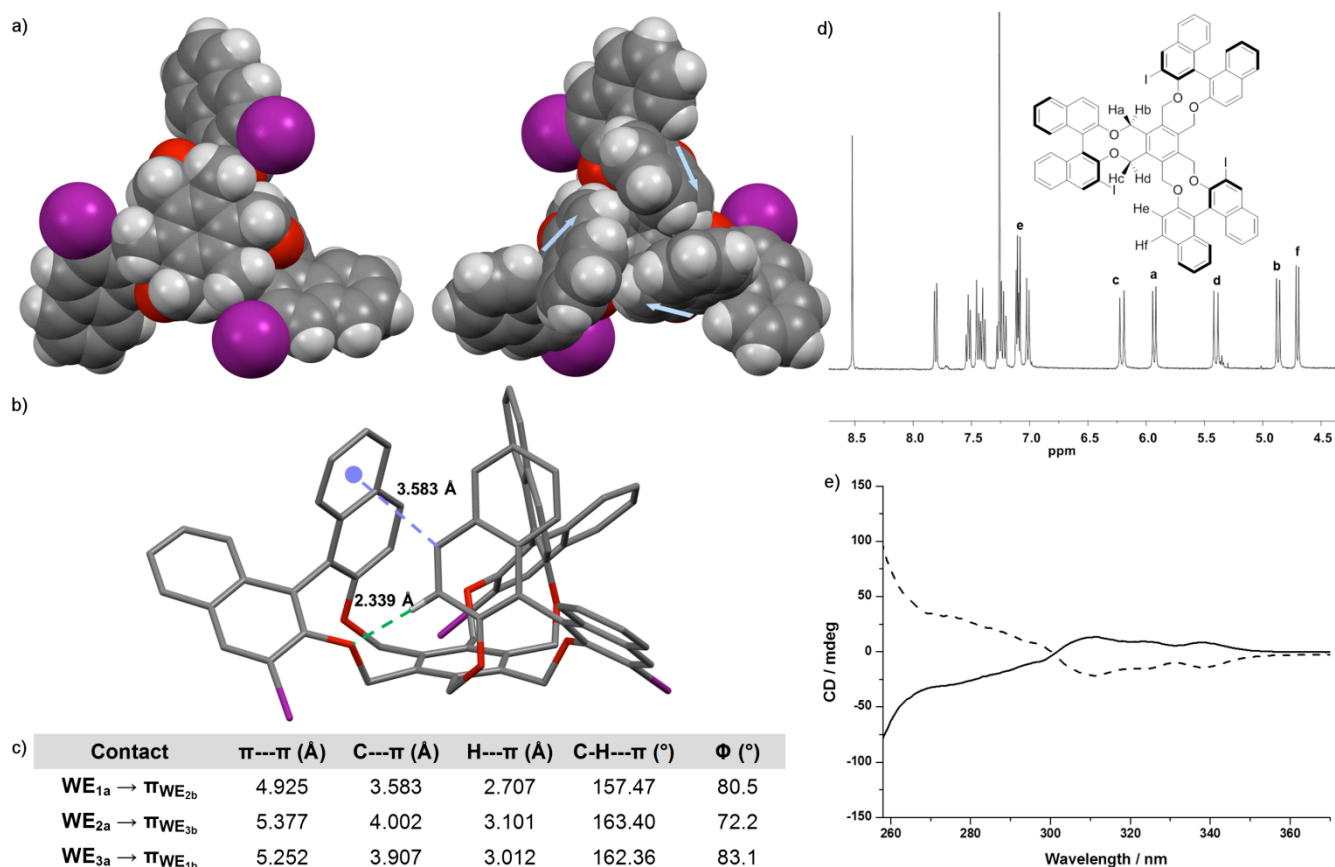 a)
d)
I
Ha
Hb
O
O
O
O
Hc
Hd
I
O
O
I
He
Hf
e
c
a
d
b
f
8.5 8.0 7.5 7.0 6.5 6.0 5.5 5.0 4.5
ppm
b)
3.583 Å
2.339 Å
c)
Contact π---π (Å) C---π (Å) H---π (Å) C-H---π (°) Φ (°)
WE1a → πWE2b 4.925 3.583 2.707 157.47 80.5
WE2a → πWE3b 5.377 4.002 3.101 163.40 72.2
WE3a → πWE1b 5.252 3.907 3.012 162.36 83.1
e)
150
100
50
0
-50
-100
-150
CD / mdeg
260 280 300 320 340 360
Wavelength / nm